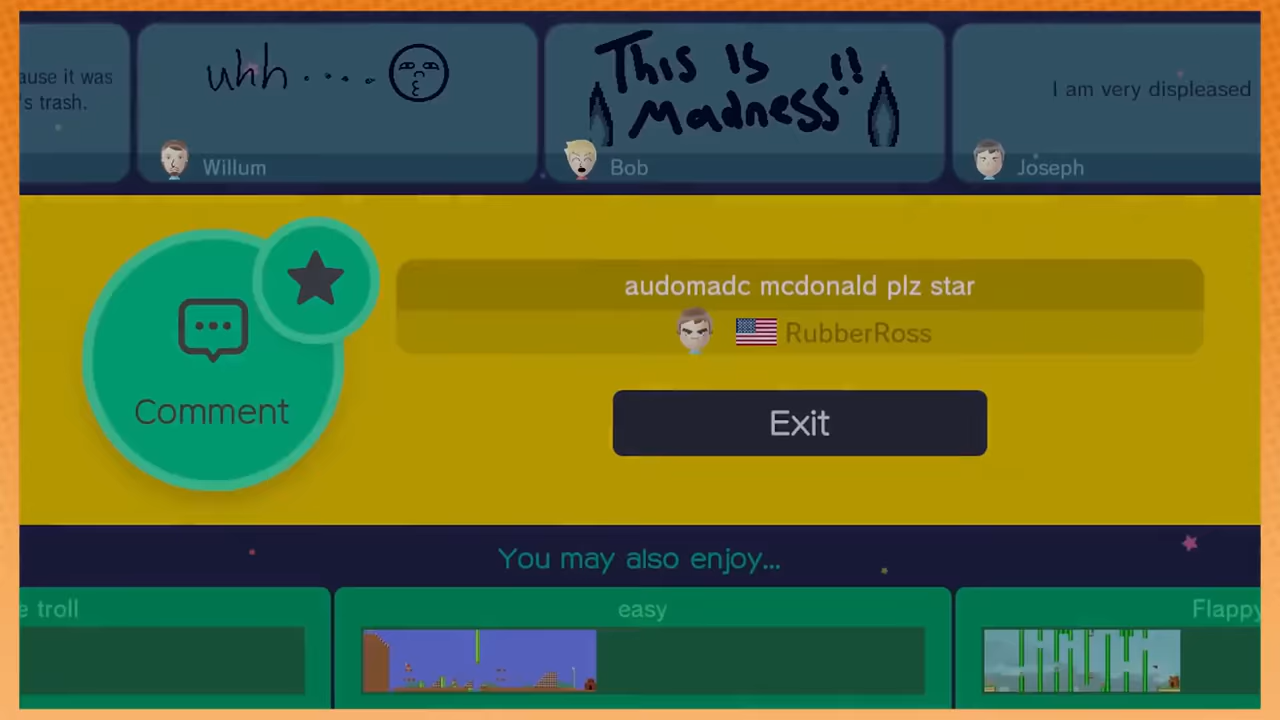 ause it was
's trash.
uhh ....
Willum
This is
Madness!!
Bob
I am very displeased
Joseph
Comment
audomadc mcdonald plz star
RubberRoss
Exit
You may also enjoy...
e troll
easy
Flappy